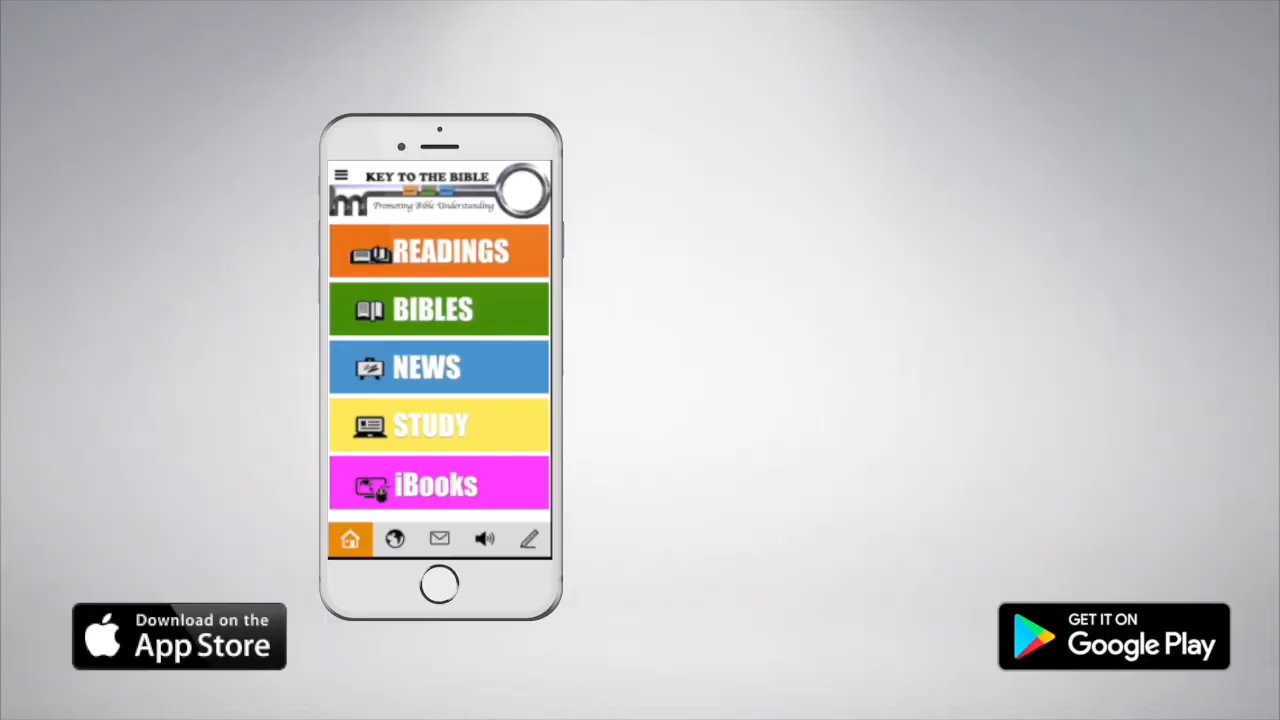 KEY TO THE BIBLE
Promoting Bible Understanding
READINGS
BIBLES
NEWS
STUDY
iBooks
Download on the
App Store
GET IT ON
Google Play